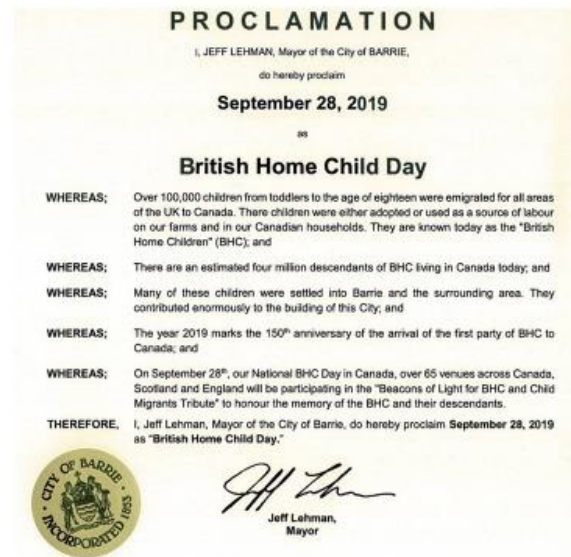 PROCLAMATION
I, JEFF LEHMAN, Mayor of the City of BARRIE,
do hereby proclaim
September 28, 2019
as
British Home Child Day
WHEREAS; Over 100,000 children from toddlers to the age of eighteen were emigrated for all areas
of the UK to Canada. There children were either adopted or used as a source of labour
on our farms and in our Canadian households. They are known today as the "British
Home Children" (BHC); and
WHEREAS; There are an estimated four million descendants of BHC living in Canada today; and
WHEREAS; Many of these children were settled into Barrie and the surrounding area. They
contributed enormously to the building of this City; and
WHEREAS; The year 2019 marks the 150th anniversary of the arrival of the first party of BHC to
Canada; and
WHEREAS; On September 28th, our National BHC Day in Canada, over 65 venues across Canada,
Scotland and England will be participating in the "Beacons of Light for BHC and Child
Migrants Tribute" to honour the memory of the BHC and their descendants.
THEREFORE, I, Jeff Lehman, Mayor of the City of Barrie, do hereby proclaim September 28, 2019
as "British Home Child Day."
CITY OF BARRIE
INCORPORATED 1853
Jeff Lehman,
Mayor